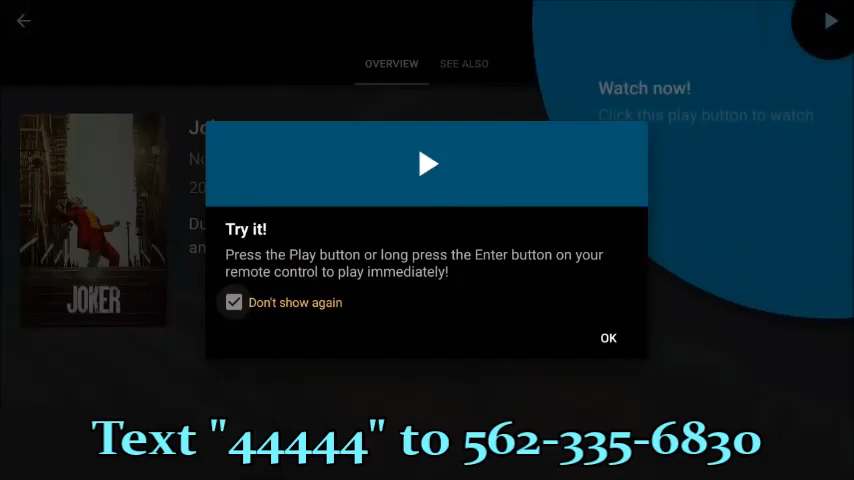 OVERVIEW
SEE ALSO
Watch now!
Click this play button to watch
Try it!
Press the Play button or long press the Enter button on your
remote control to play immediately!
Don't show again
OK
JOKER
Text "44444" to 562-335-6830